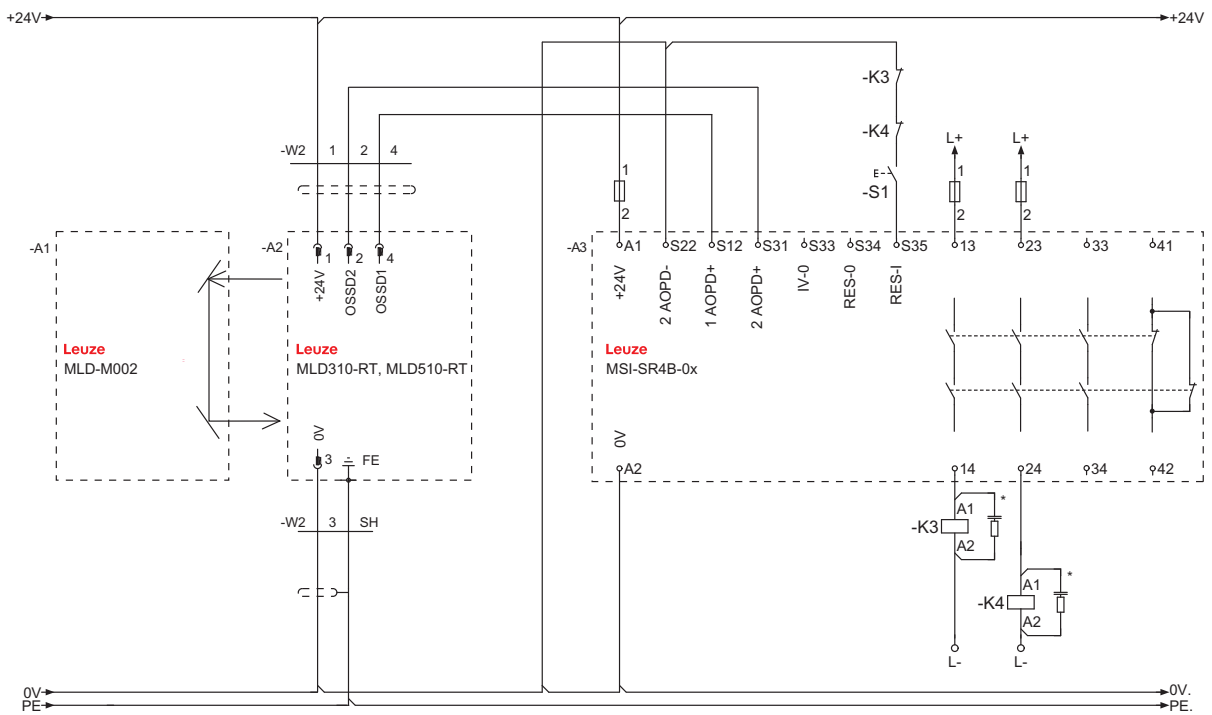 +24V +24V
-K3
-K4
L+ L+
-W2 1 2 4
1 1 1
E
-S1
2 2 2
-A1 -A2 1 2 4 -A3 A1 S22 S12 S31 S33 S34 S35 13 23 33 41
+24V OSSD2 OSSD1 +24V 2 AOPD- 1 AOPD+ 2 AOPD+ IV-0 RES-0 RES-I
Leuze Leuze Leuze
MLD-M002 MLD310-RT, MLD510-RT MSI-SR4B-0x
0V 0V
3 FE A2 14 24 34 42
-W2 3 SH
A1 *
-K3
A2
A1 *
-K4
A2
L- L-
0V 0V.
PE PE.